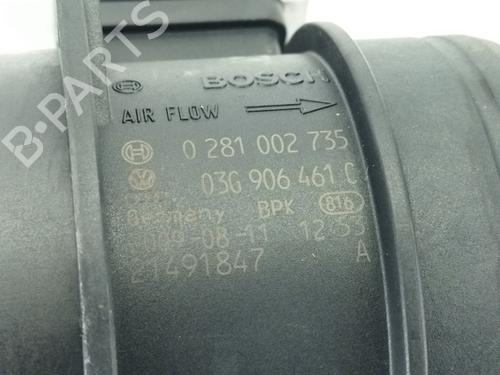 BOSCH
AIR FLOW
0 281 002 735
03G 906 461 C
Germany BPK 816
2009-08-11 12:53
21491847 A
B-PARTS